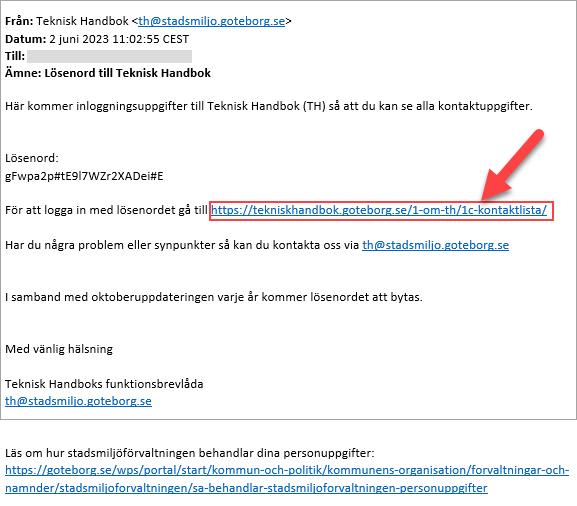 Från: Teknisk Handbok <th@stadsmiljo.goteborg.se>
Datum: 2 juni 2023 11:02:55 CEST
Till:
Ämne: Lösenord till Teknisk Handbok
Här kommer inloggningsuppgifter till Teknisk Handbok (TH) så att du kan se alla kontaktuppgifter.
Lösenord:
gFwpa2p#tE9l7WZr2XADei#E
För att logga in med lösenordet gå till https://tekniskhandbok.goteborg.se/1-om-th/1c-kontaktlista/
Har du några problem eller synpunkter så kan du kontakta oss via th@stadsmiljo.goteborg.se
I samband med oktoberuppdateringen varje år kommer lösenordet att bytas.
Med vänlig hälsning
Teknisk Handboks funktionsbrevlåda
th@stadsmiljo.goteborg.se
Läs om hur stadsmiljöförvaltningen behandlar dina personuppgifter:
https://goteborg.se/wps/portal/start/kommun-och-politik/kommunens-organisation/forvaltningar-och-
namnder/stadsmiljoforvaltningen/sa-behandlar-stadsmiljoforvaltningen-personuppgifter